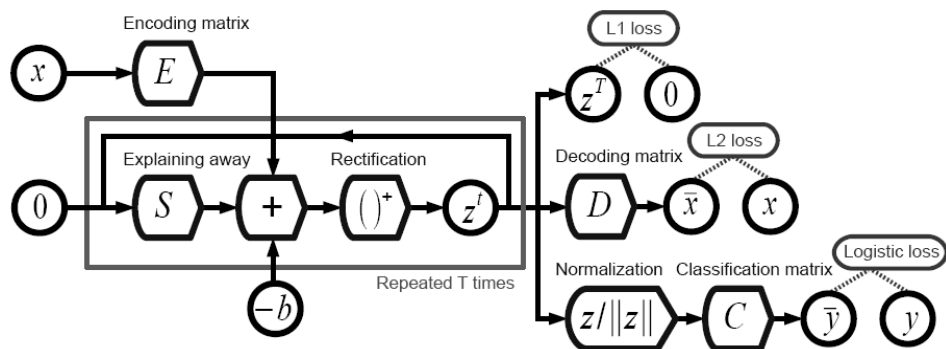 Encoding matrix
x
E
L1 loss
z^T
0
Explaining away
Rectification
Decoding matrix
L2 loss
0
S
+
()^+
z^t
D
x̄
x
Repeated T times
Normalization
Classification matrix
Logistic loss
−b
z/||z||
C
ȳ
y